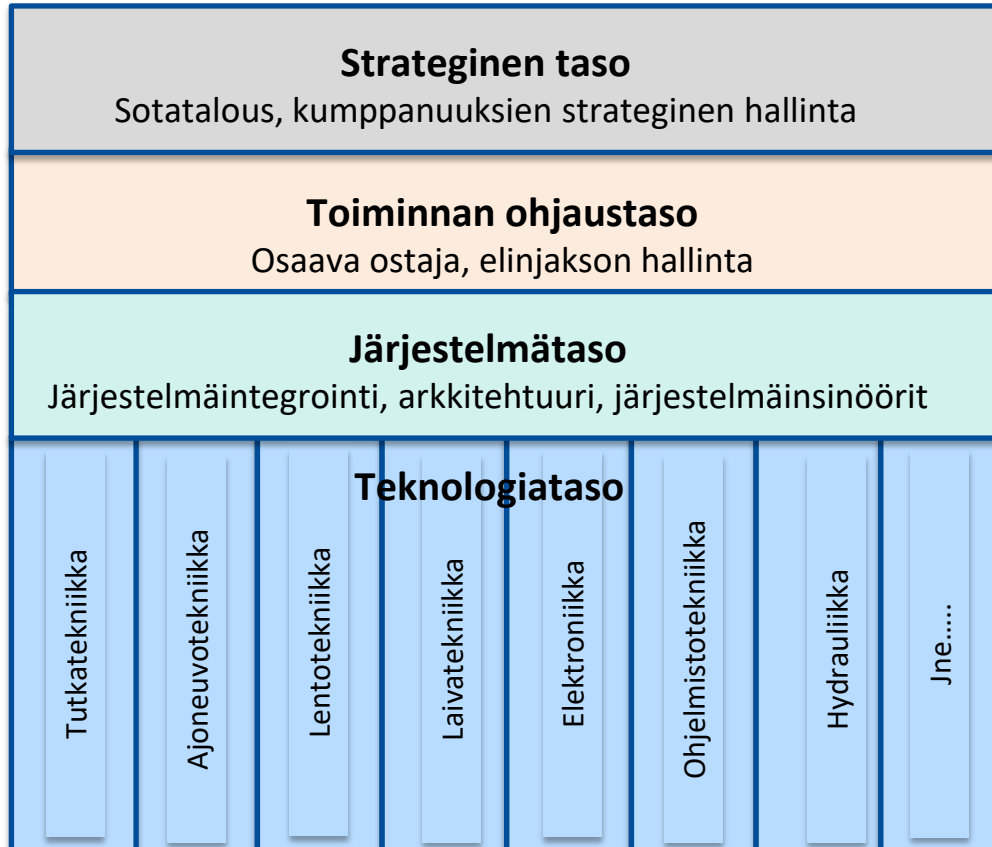 Strateginen taso
Sotatalous, kumppanuuksien strateginen hallinta
Toiminnan ohjaustaso
Osaava ostaja, elinjakson hallinta
Järjestelmätaso
Järjestelmäintegrointi, arkkitehtuuri, järjestelmäinsinöörit
Teknologiataso
Tutkatekniikka
Ajoneuvotekniikka
Lentotekniikka
Laivatekniikka
Elektroniikka
Ohjelmistotekniikka
Hydrauliikka
Jne.....